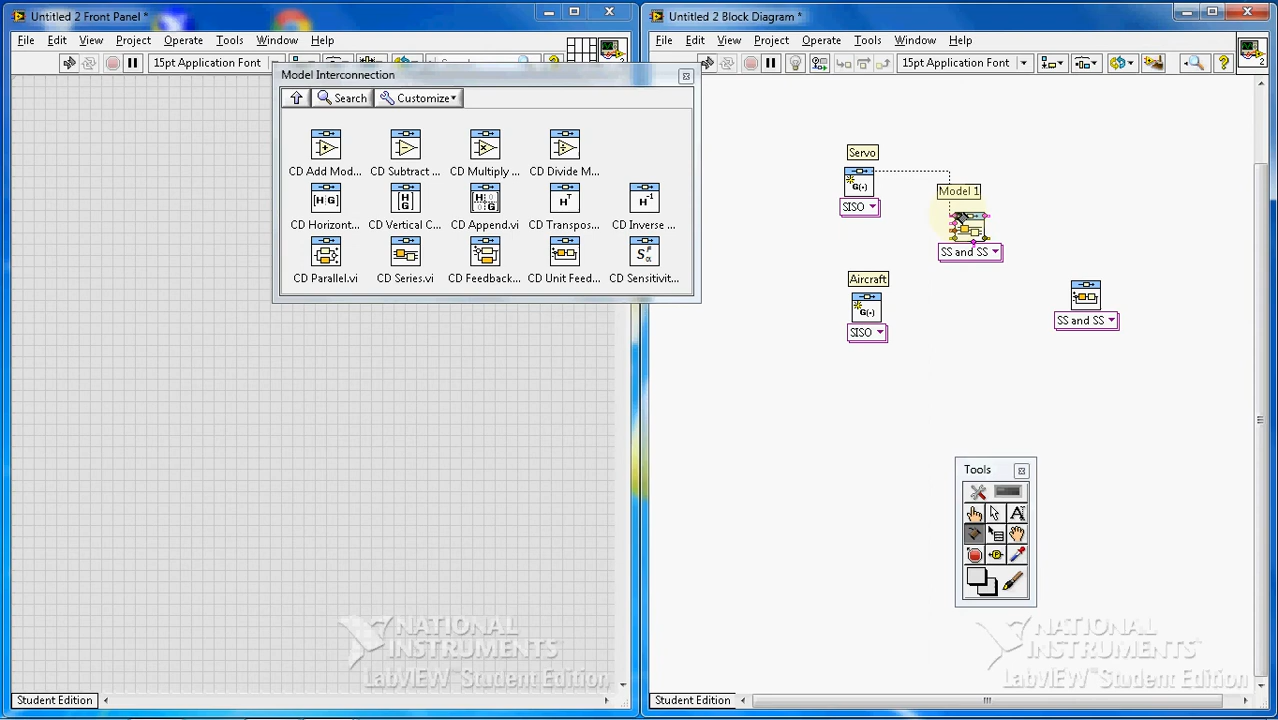 Untitled 2 Front Panel *
File Edit View Project Operate Tools Window Help
15pt Application Font
Model Interconnection
Search Customize
CD Add Mod... CD Subtract ... CD Multiply ... CD Divide M...
[H G] H G H T H -1
CD Horizont... CD Vertical C... CD Append.vi CD Transpos... CD Inverse ...
CD Parallel.vi CD Series.vi CD Feedback... CD Unit Feed... CD Sensitivit...
NATIONAL INSTRUMENTS
LabVIEW™ Student Edition
Student Edition
Untitled 2 Block Diagram *
File Edit View Project Operate Tools Window Help
15pt Application Font
Servo
G(•)
SISO
Model 1
SS and SS
Aircraft
G(•)
SISO
SS and SS
Tools
NATIONAL INSTRUMENTS
LabVIEW™ Student Edition
Student Edition